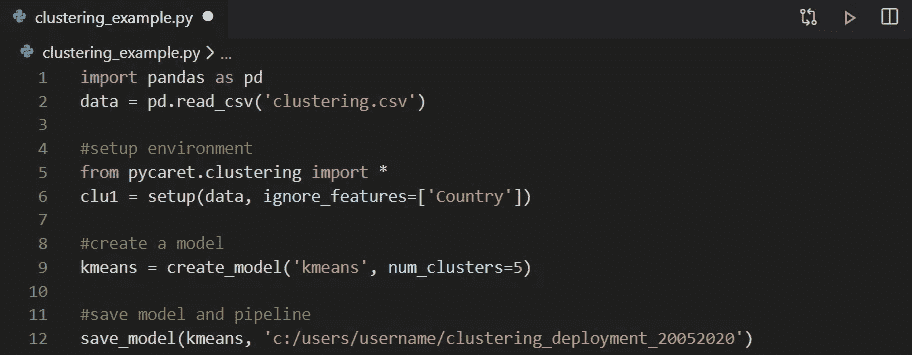 clustering_example.py
clustering_example.py > ...
1 import pandas as pd
2 data = pd.read_csv('clustering.csv')
3
4 #setup environment
5 from pycaret.clustering import *
6 clu1 = setup(data, ignore_features=['Country'])
7
8 #create a model
9 kmeans = create_model('kmeans', num_clusters=5)
10
11 #save model and pipeline
12 save_model(kmeans, 'c:/users/username/clustering_deployment_20052020')